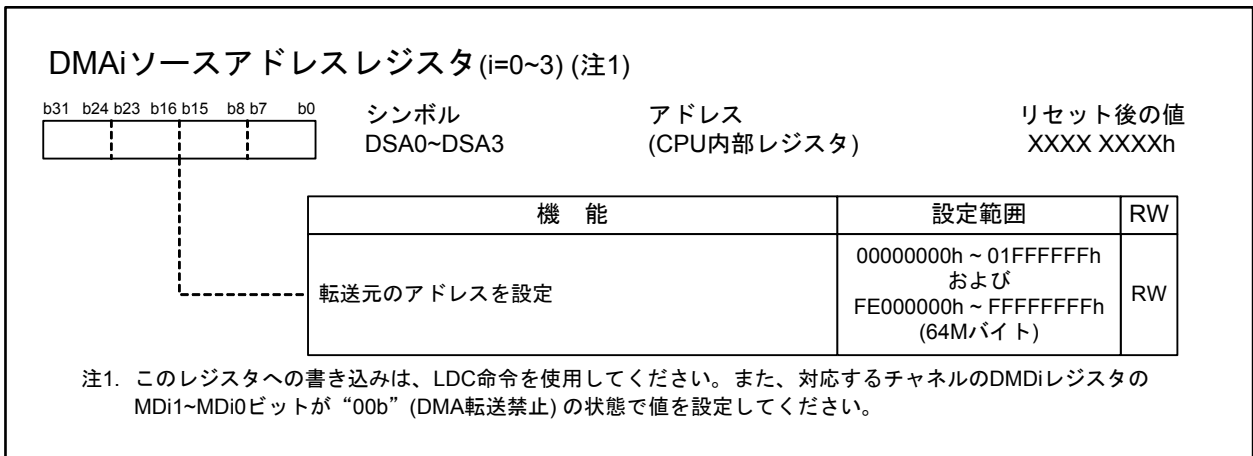 DMAiソースアドレスレジスタ(i=0~3) (注1)
b31 b24 b23 b16 b15 b8 b7 b0
シンボル アドレス リセット後の値
DSA0~DSA3 (CPU内部レジスタ) XXXX XXXXh
機 能 設定範囲 RW
転送元のアドレスを設定
00000000h ~ 01FFFFFFh
および
FE000000h ~ FFFFFFFFh
(64Mバイト)
RW
注1. このレジスタへの書き込みは、LDC命令を使用してください。また、対応するチャネルのDMDiレジスタの
MDi1~MDi0ビットが“00b” (DMA転送禁止) の状態で値を設定してください。